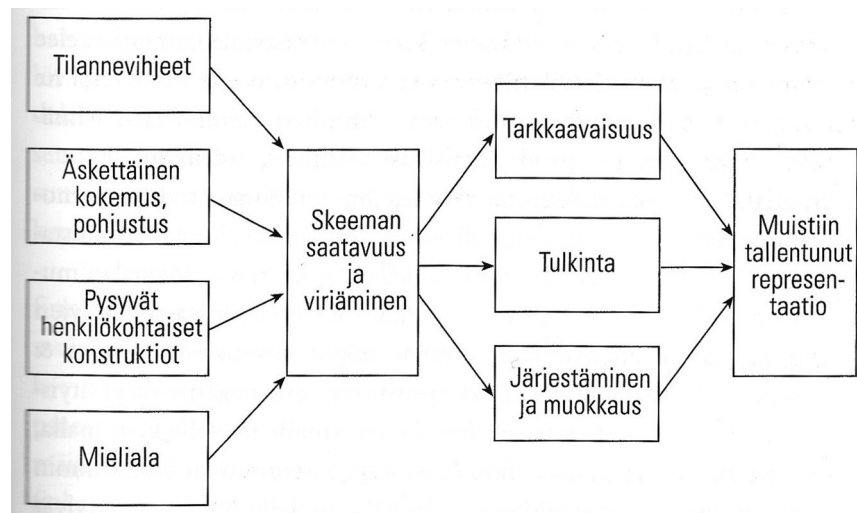 Tilannevihjeet
Äskettäinen
kokemus,
pohjustus
Pysyvät
henkilökohtaiset
konstruktiot
Mieliala
Skeeman
saatavuus
ja
viriäminen
Tarkkaavaisuus
Tulkinta
Järjestäminen
ja muokkaus
Muistiin
tallentunut
represen-
taatio